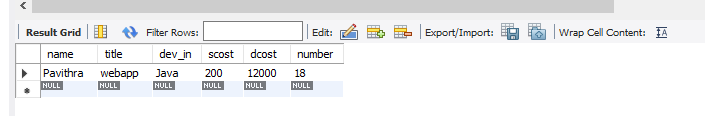 Result Grid Filter Rows: Edit: Export/Import: Wrap Cell Content: IA
name title dev_in scost dcost number
Pavithra webapp Java 200 12000 18
NULL NULL NULL NULL NULL NULL